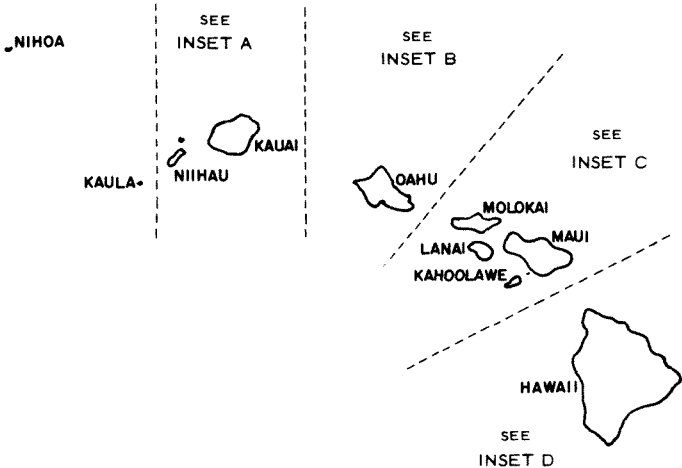 NIHOA
SEE
INSET A
SEE
INSET B
SEE
INSET C
KAUAI
NIIHAU
KAULA
OAHU
MOLOKAI
LANAI
MAUI
KAHOOLAWE
HAWAII
SEE
INSET D